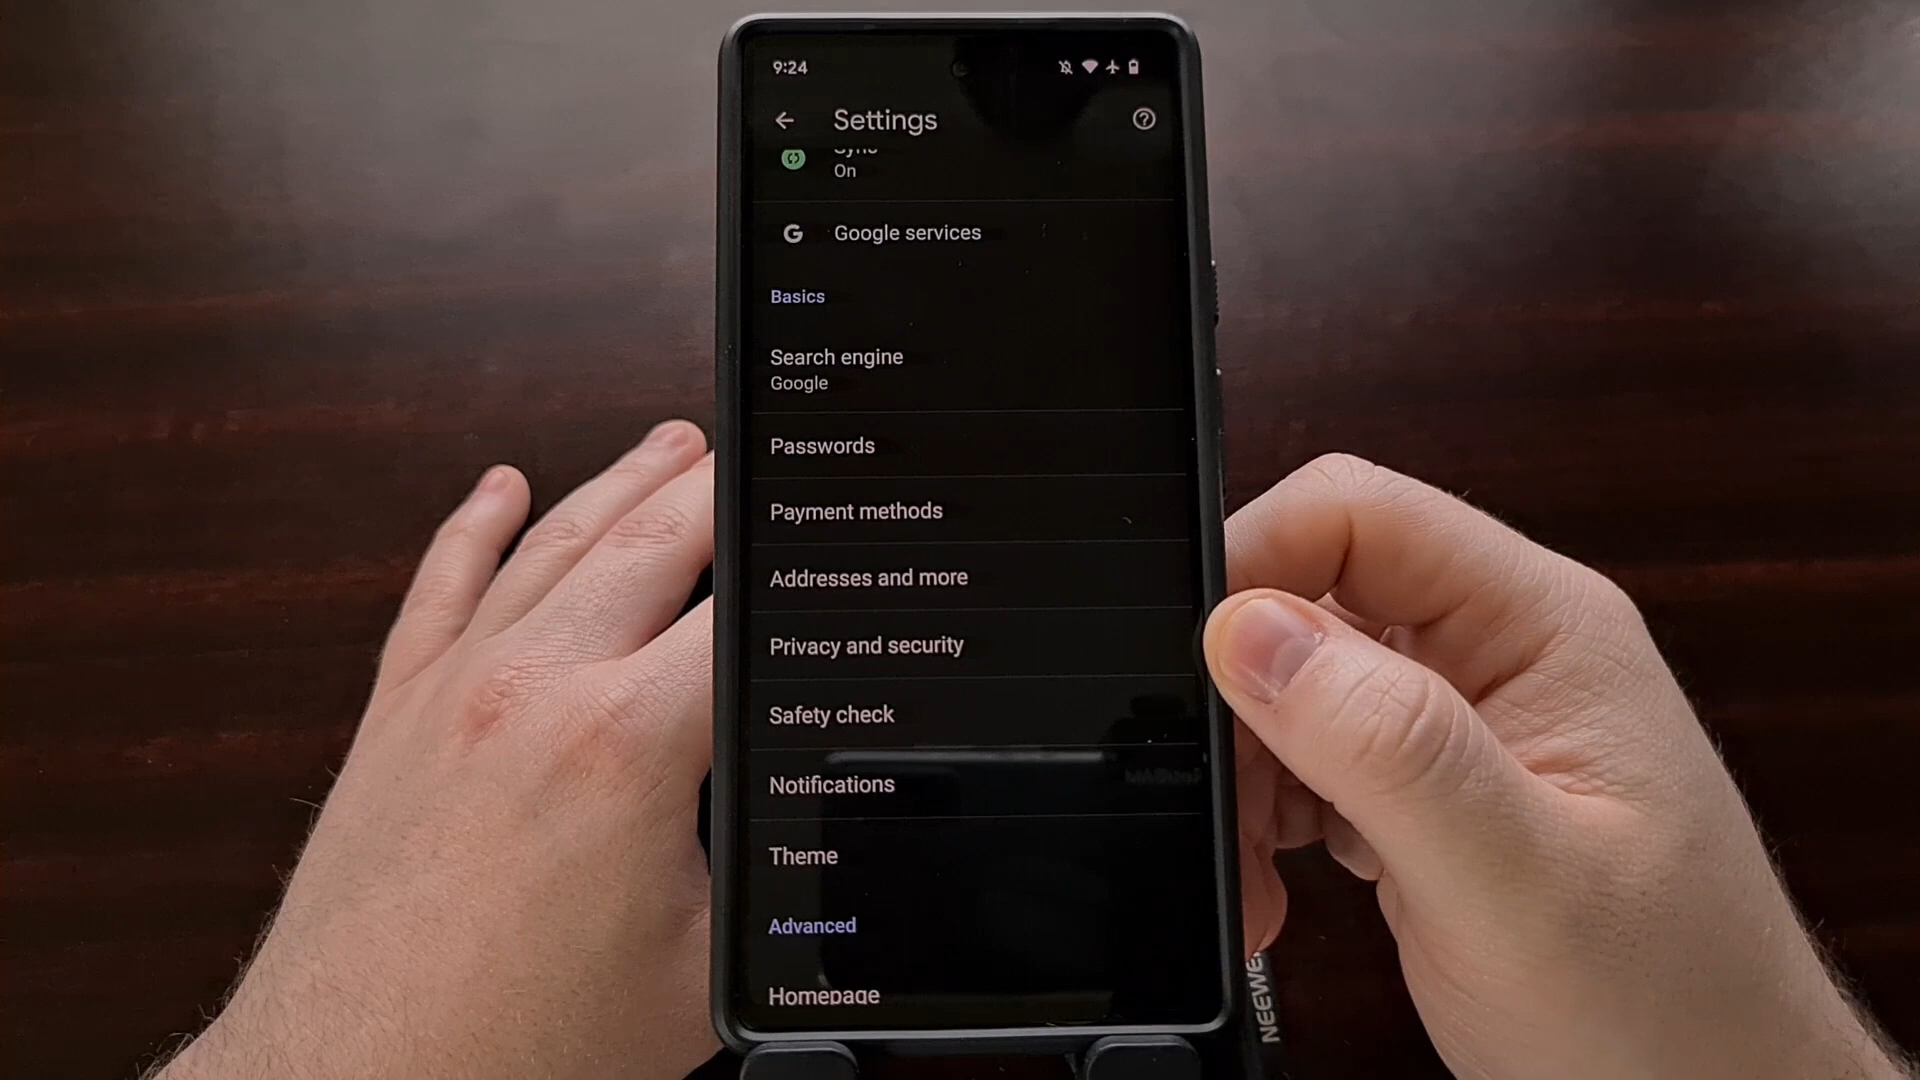 9:24
Settings
Sync
On
Google services
Basics
Search engine
Google
Passwords
Payment methods
Addresses and more
Privacy and security
Safety check
Notifications
Theme
Advanced
Homepage
NEEWER